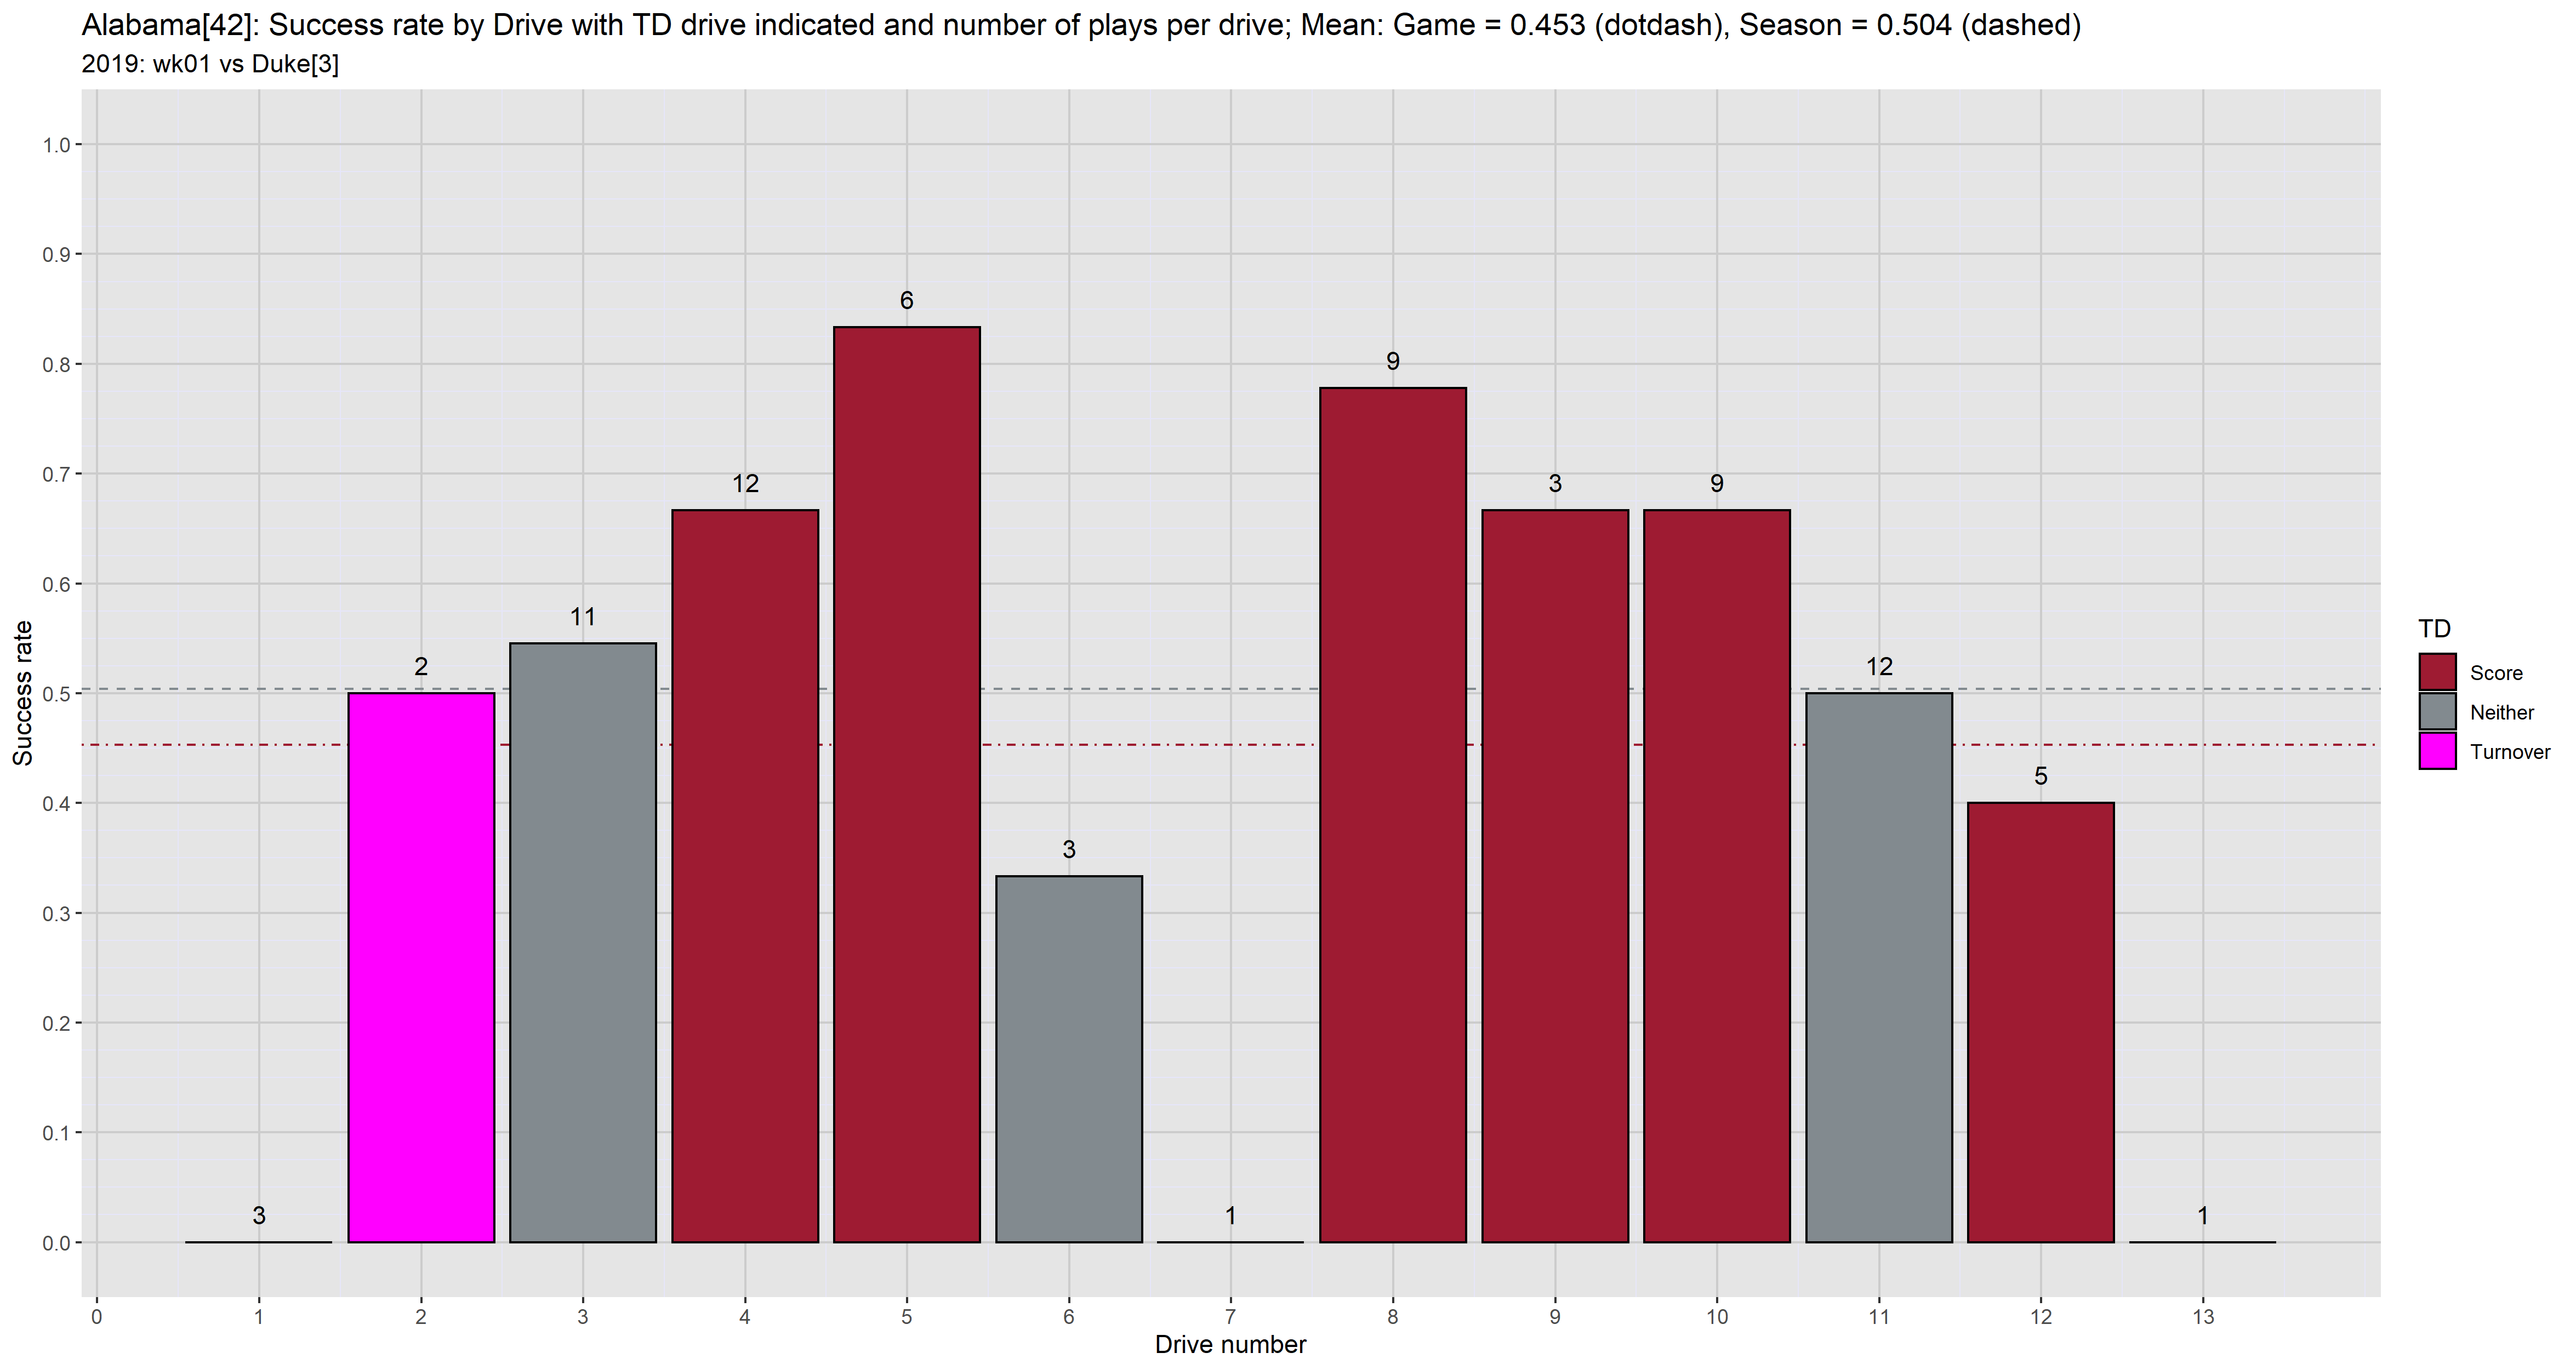 Alabama[42]: Success rate by Drive with TD drive indicated and number of plays per drive; Mean: Game = 0.453 (dotdash), Season = 0.504 (dashed)
2019: wk01 vs Duke[3]
1.0
0.9
0.8
0.7
0.6
0.5
0.4
0.3
0.2
0.1
0.0
Success rate
3
2
11
12
6
3
1
9
3
9
12
5
1
0 1 2 3 4 5 6 7 8 9 10 11 12 13
Drive number
TD
Score
Neither
Turnover